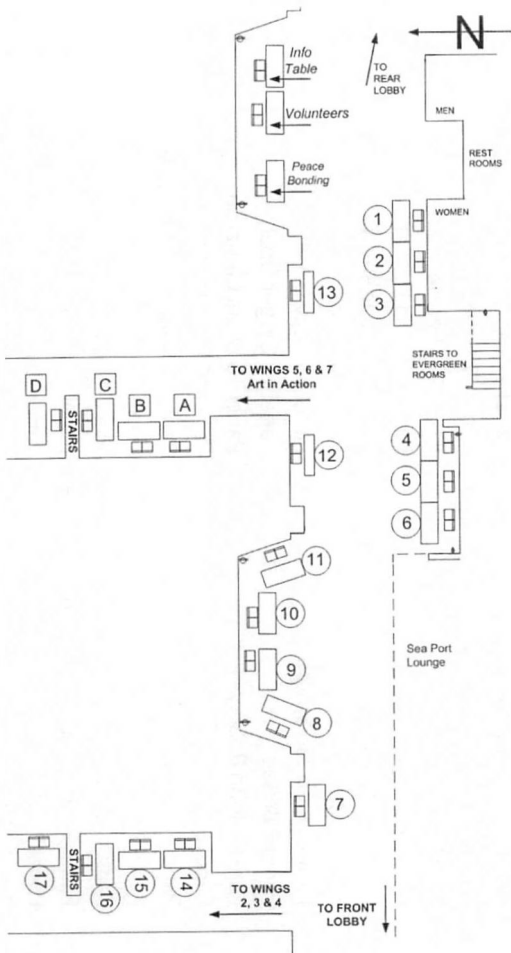 N
Info
Table
TO
REAR
LOBBY
Volunteers
MEN
REST
ROOMS
Peace
Bonding
WOMEN
1
2
3
13
STAIRS TO
EVERGREEN
ROOMS
TO WINGS 5, 6 & 7
Art in Action
D
C
B
A
STAIRS
12
4
5
6
11
10
9
8
Sea Port
Lounge
7
17
STAIRS
16
15
14
TO WINGS
2, 3 & 4
TO FRONT
LOBBY